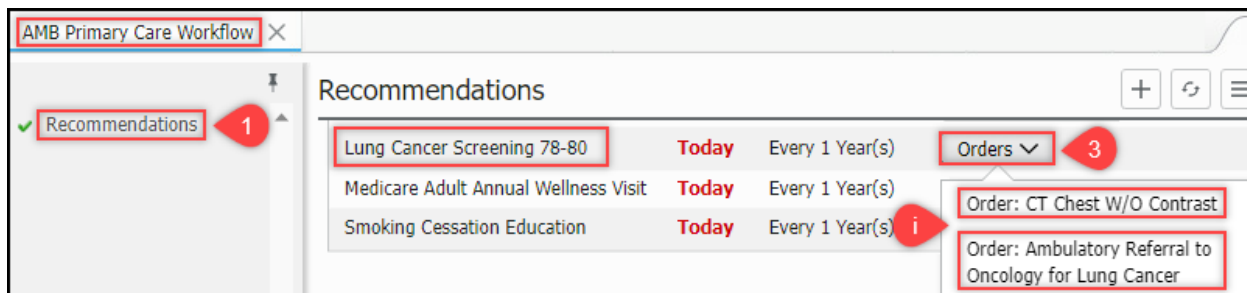 AMB Primary Care Workflow
Recommendations
Recommendations 1
Lung Cancer Screening 78-80 Today Every 1 Year(s) Orders 3
Medicare Adult Annual Wellness Visit Today Every 1 Year(s)
Smoking Cessation Education Today Every 1 Year(s) i
Order: CT Chest W/O Contrast
Order: Ambulatory Referral to
Oncology for Lung Cancer